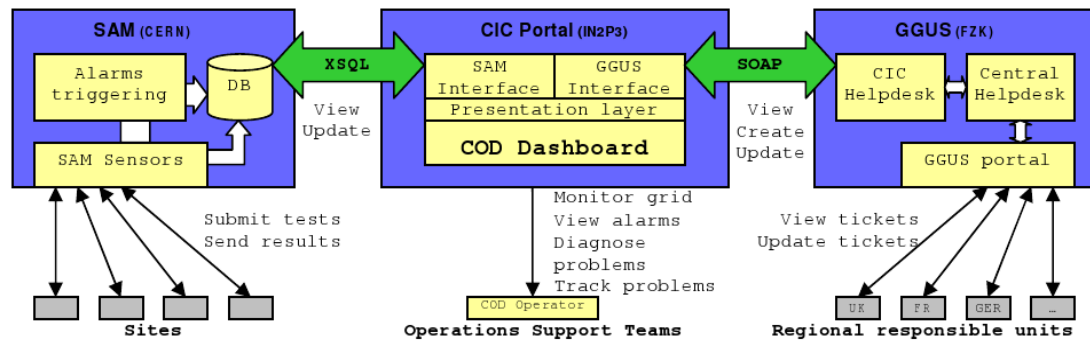 SAM (CERN)
Alarms
triggering
DB
SAM Sensors
XSQL
View
Update
CIC Portal (IN2P3)
SAM
Interface
GGUS
Interface
Presentation layer
COD Dashboard
SOAP
View
Create
Update
GGUS (FZK)
CIC
Helpdesk
Central
Helpdesk
GGUS portal
Submit tests
Send results
Monitor grid
View alarms
Diagnose
problems
Track problems
View tickets
Update tickets
COD Operator
UK
FR
GER
…
Sites
Operations Support Teams
Regional responsible units